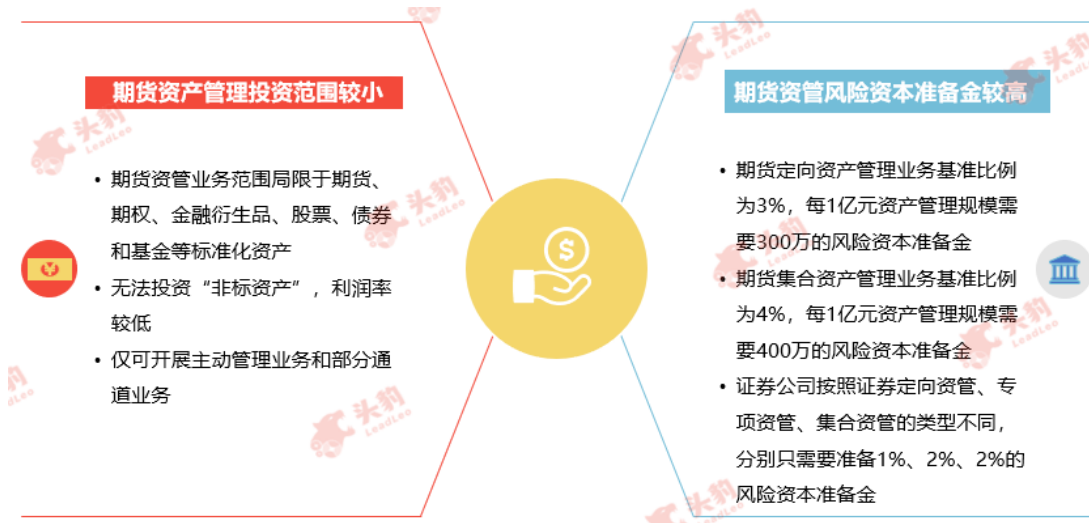 期货资产管理投资范围较小
• 期货资管业务范围局限于期货、
期权、金融衍生品、股票、债券
和基金等标准化资产
• 无法投资“非标资产”，利润率
较低
• 仅可开展主动管理业务和部分通
道业务
$
期货资管风险资本准备金较高
• 期货定向资产管理业务基准比例
为3%，每1亿元资产管理规模需
要300万的风险资本准备金
• 期货集合资产管理业务基准比例
为4%，每1亿元资产管理规模需
要400万的风险资本准备金
• 证券公司按照证券定向资管、专
项资管、集合资管的类型不同，
分别只需要准备1%、2%、2%的
风险资本准备金
头豹
LeadLeo